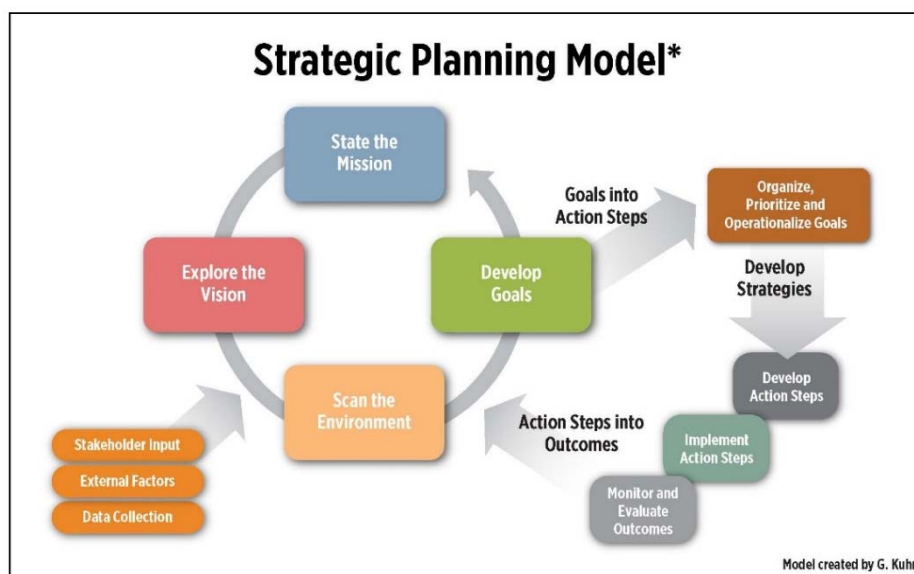 Strategic Planning Model*
State the
Mission
Goals into
Action Steps
Organize,
Prioritize and
Operationalize Goals
Explore the
Vision
Develop
Goals
Develop
Strategies
Scan the
Environment
Develop
Action Steps
Action Steps into
Outcomes
Implement
Action Steps
Stakeholder Input
External Factors
Data Collection
Monitor and
Evaluate
Outcomes
Model created by G. Kuhn